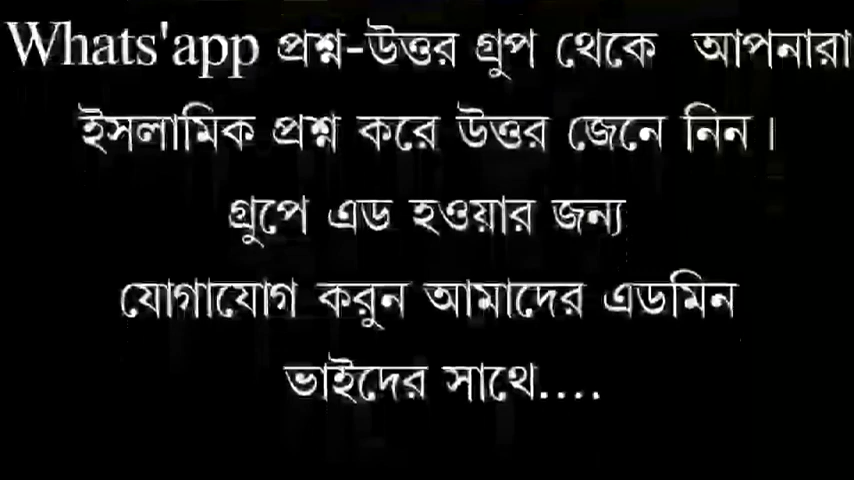 Whats'app প্রশ্ন-উত্তর গ্রুপ থেকে আপনারা
ইসলামিক প্রশ্ন করে উত্তর জেনে নিন।
গ্রুপে এড হওয়ার জন্য
যোগাযোগ করুন আমাদের এডমিন
ভাইদের সাথে....